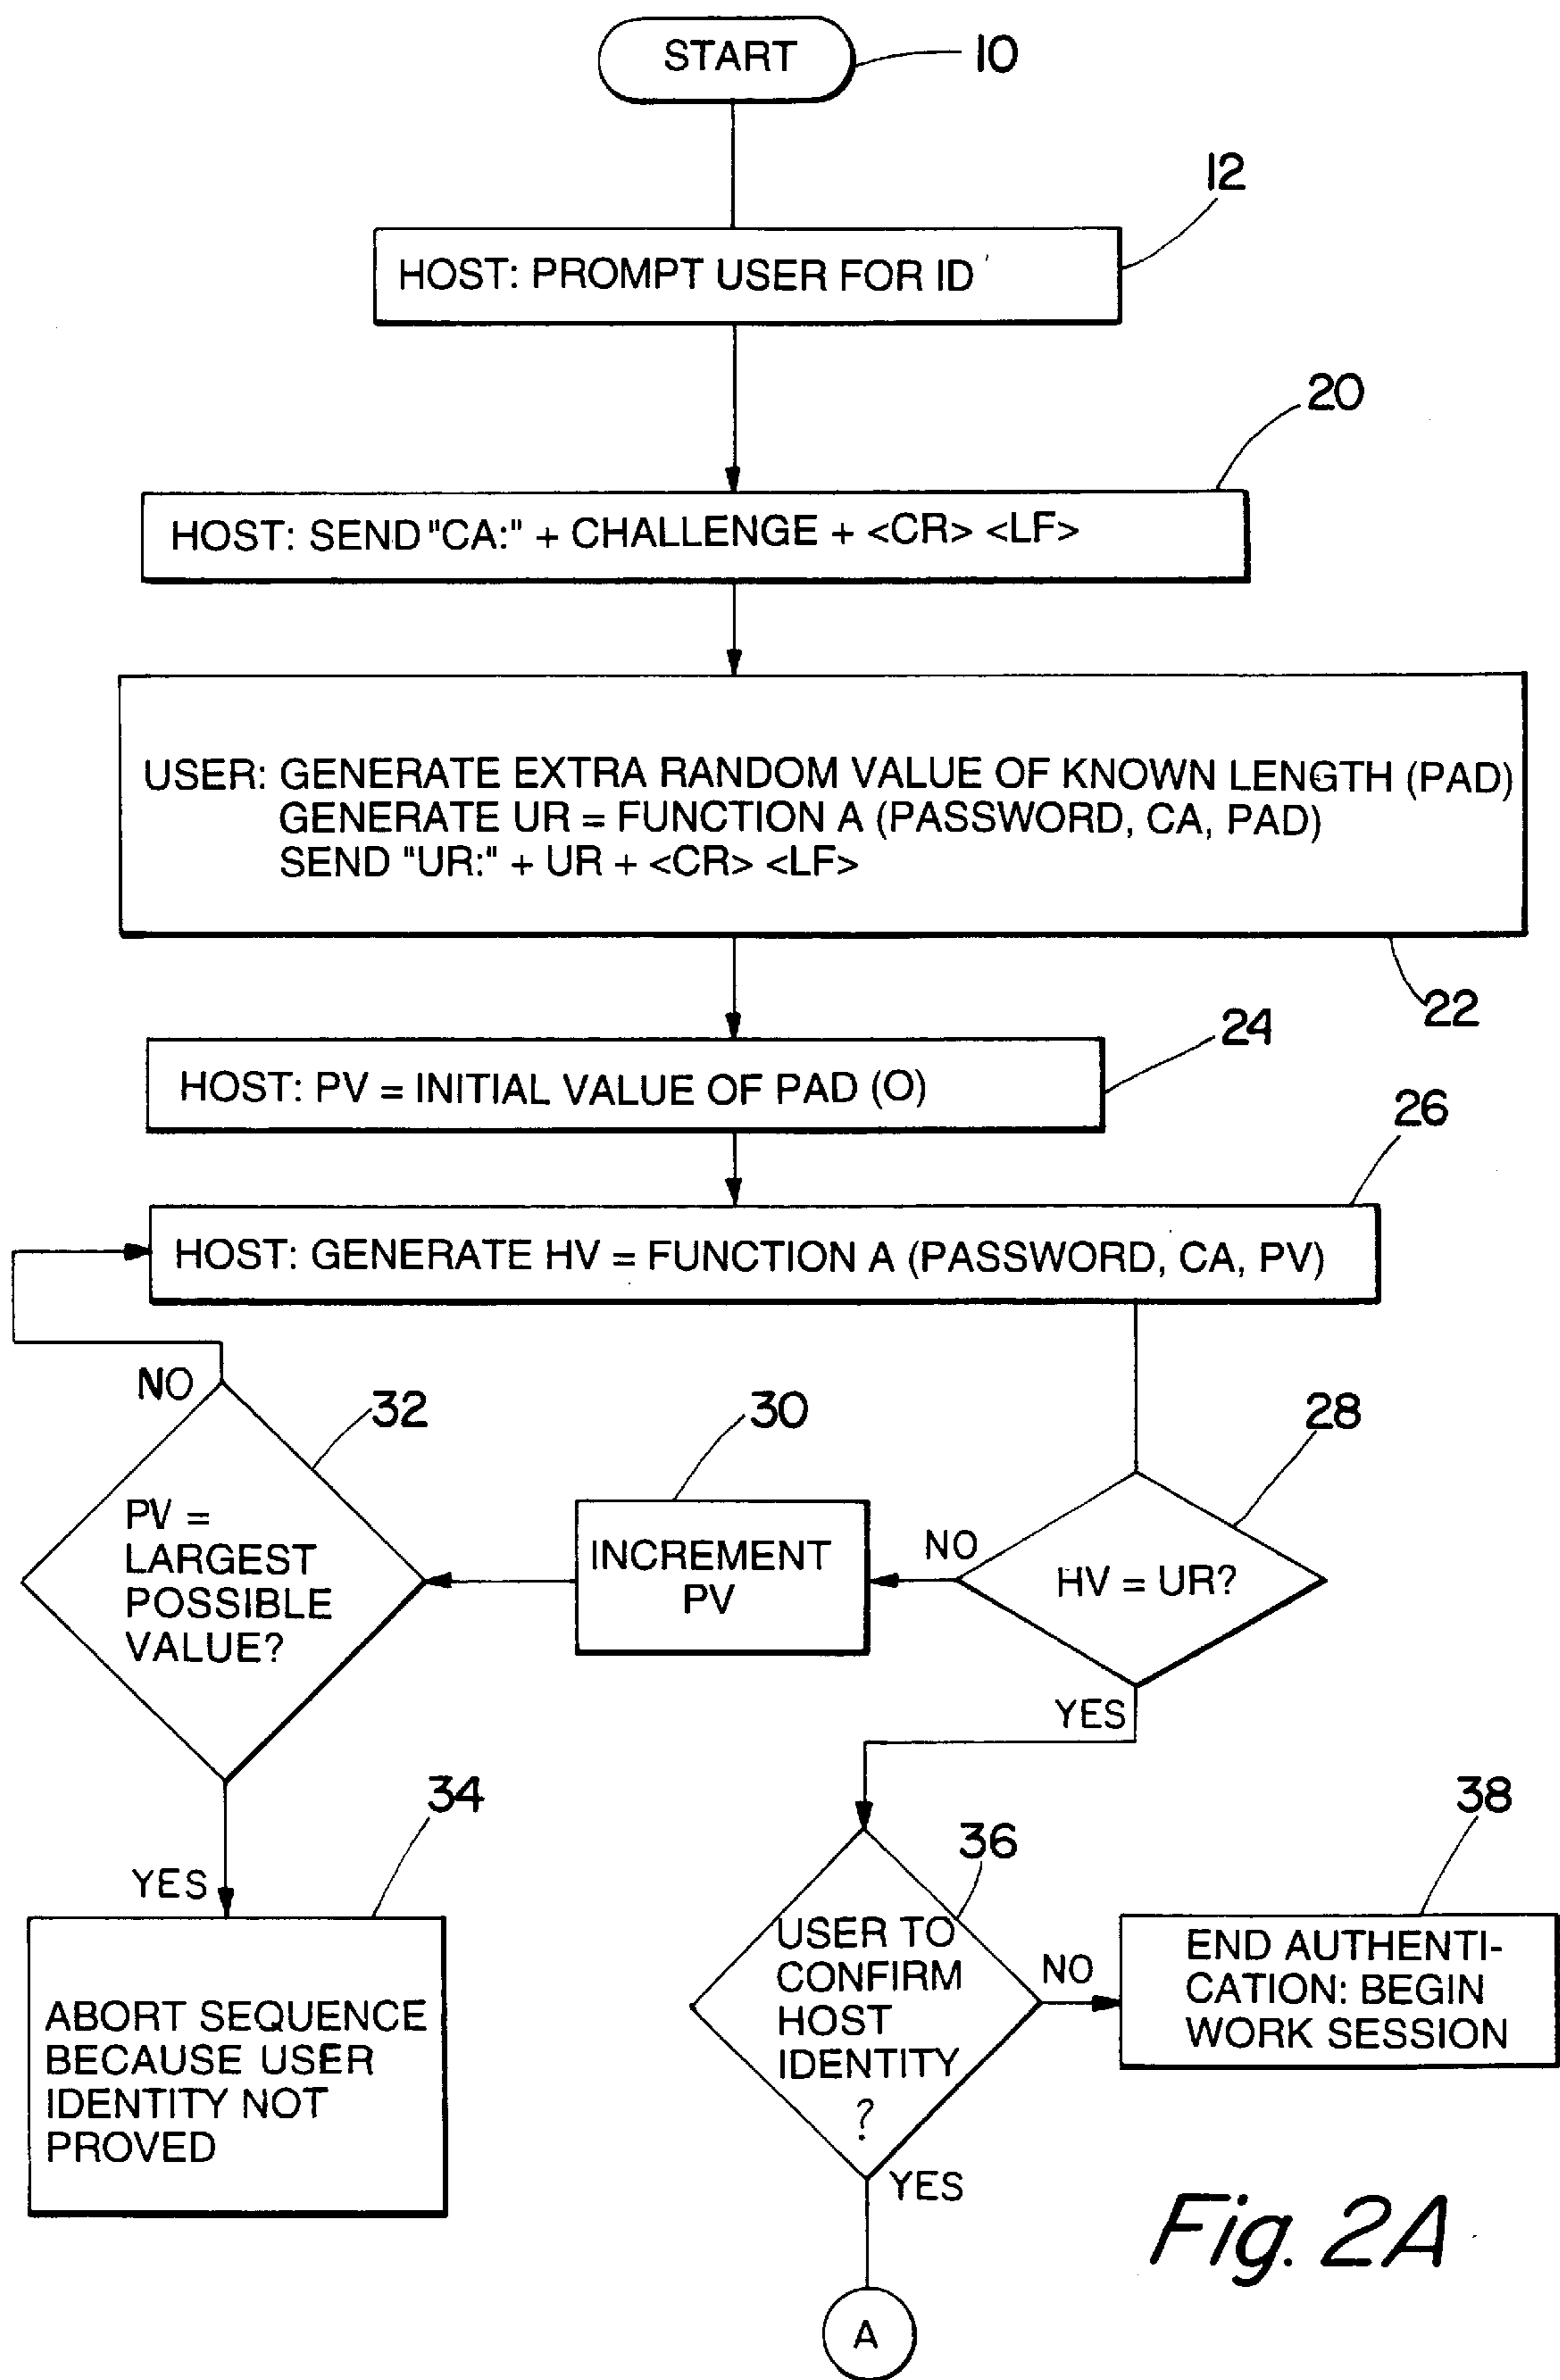 START
10
12
HOST: PROMPT USER FOR ID
20
HOST: SEND "CA:" + CHALLENGE + <CR> <LF>
USER: GENERATE EXTRA RANDOM VALUE OF KNOWN LENGTH (PAD)
GENERATE UR = FUNCTION A (PASSWORD, CA, PAD)
SEND "UR:" + UR + <CR> <LF>
22
24
HOST: PV = INITIAL VALUE OF PAD (O)
26
HOST: GENERATE HV = FUNCTION A (PASSWORD, CA, PV)
NO
32
30
28
PV =
LARGEST
POSSIBLE
VALUE?
INCREMENT
PV
NO
HV = UR?
YES
34
YES
36
38
ABORT SEQUENCE
BECAUSE USER
IDENTITY NOT
PROVED
USER TO
CONFIRM
HOST
IDENTITY
?
NO
END AUTHENTI-
CATION: BEGIN
WORK SESSION
YES
Fig. 2A
A